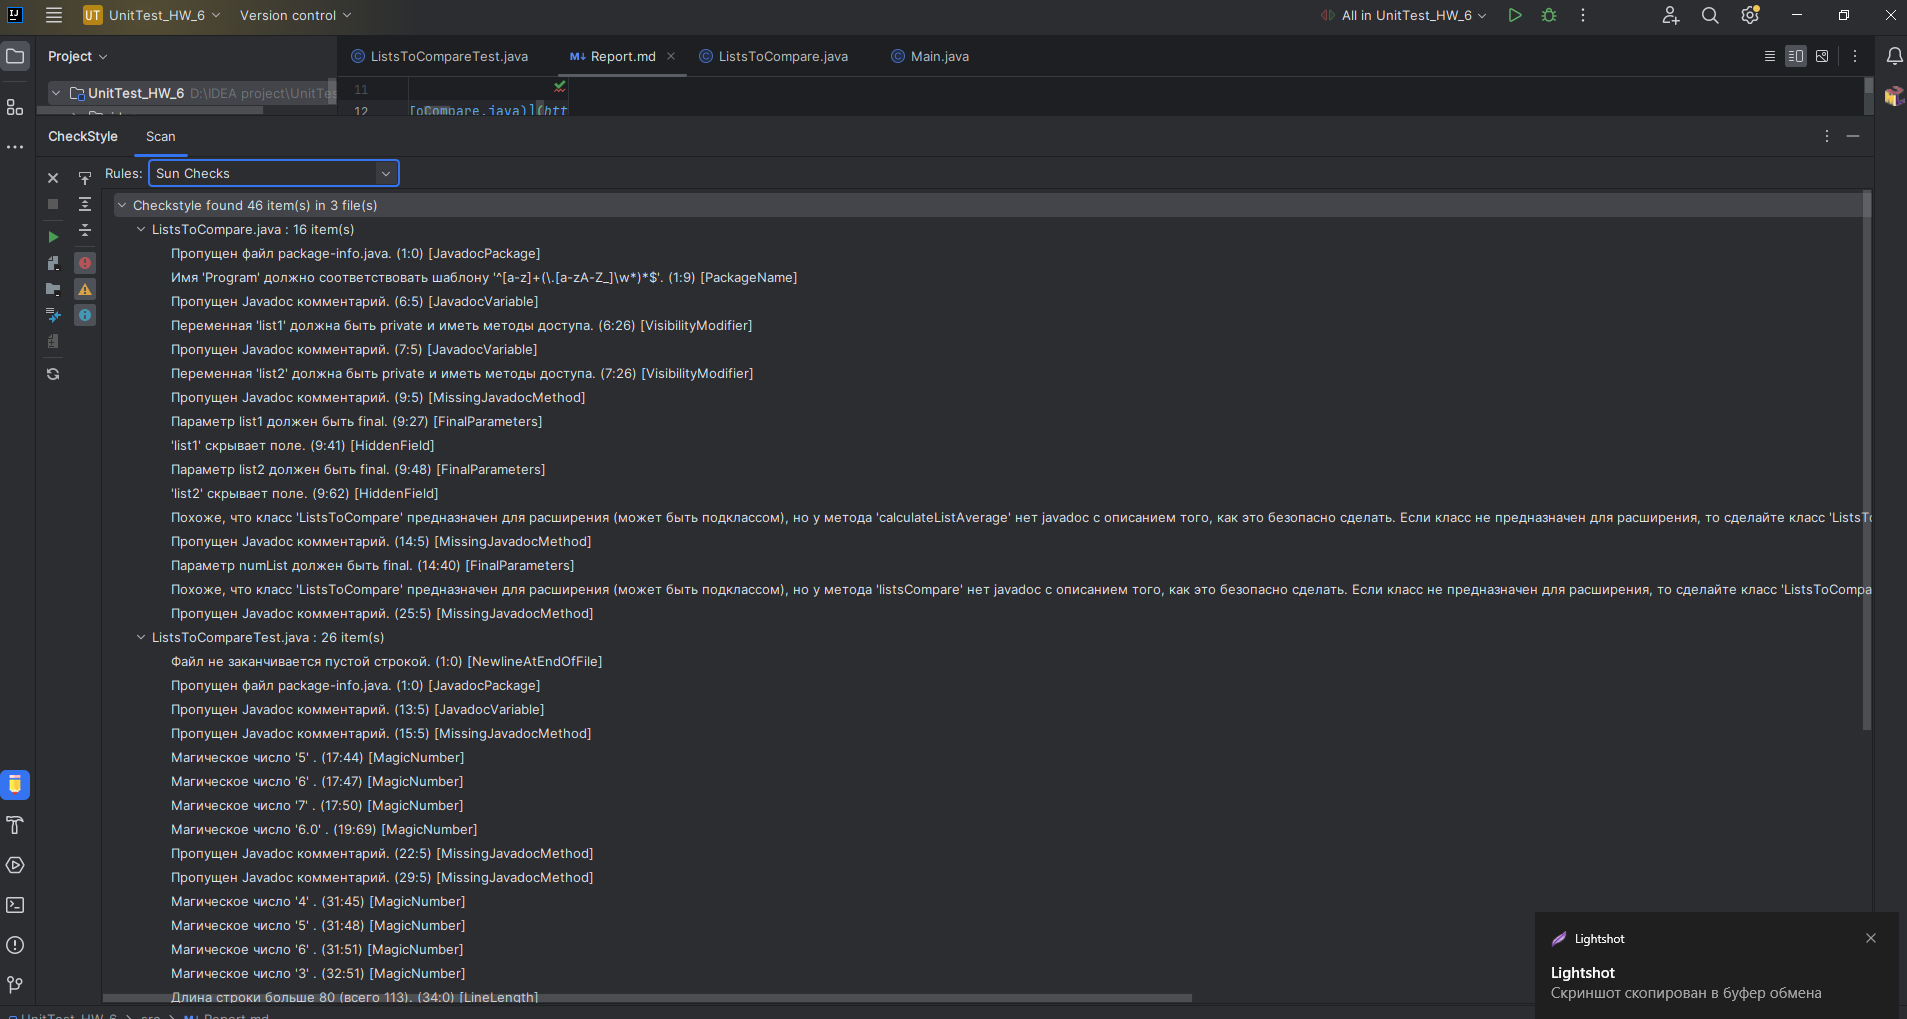 UT UnitTest_HW_6 Version control All in UnitTest_HW_6
Project
ListsToCompareTest.java Report.md ListsToCompare.java Main.java
UnitTest_HW_6 D:\IDEA project\UnitTes
11
12 [oCompare.java)](htt
CheckStyle Scan
Rules: Sun Checks
Checkstyle found 46 item(s) in 3 file(s)
ListsToCompare.java : 16 item(s)
Пропущен файл package-info.java. (1:0) [JavadocPackage]
Имя 'Program' должно соответствовать шаблону '^[a-z]+(\.[a-zA-Z_]\w*)*$'. (1:9) [PackageName]
Пропущен Javadoc комментарий. (6:5) [JavadocVariable]
Переменная 'list1' должна быть private и иметь методы доступа. (6:26) [VisibilityModifier]
Пропущен Javadoc комментарий. (7:5) [JavadocVariable]
Переменная 'list2' должна быть private и иметь методы доступа. (7:26) [VisibilityModifier]
Пропущен Javadoc комментарий. (9:5) [MissingJavadocMethod]
Параметр list1 должен быть final. (9:27) [FinalParameters]
'list1' скрывает поле. (9:41) [HiddenField]
Параметр list2 должен быть final. (9:48) [FinalParameters]
'list2' скрывает поле. (9:62) [HiddenField]
Похоже, что класс 'ListsToCompare' предназначен для расширения (может быть подклассом), но у метода 'calculateListAverage' нет javadoc с описанием того, как это безопасно сделать. Если класс не предназначен для расширения, то сделайте класс 'ListsTo
Пропущен Javadoc комментарий. (14:5) [MissingJavadocMethod]
Параметр numList должен быть final. (14:40) [FinalParameters]
Похоже, что класс 'ListsToCompare' предназначен для расширения (может быть подклассом), но у метода 'listsCompare' нет javadoc с описанием того, как это безопасно сделать. Если класс не предназначен для расширения, то сделайте класс 'ListsToCompa
Пропущен Javadoc комментарий. (25:5) [MissingJavadocMethod]
ListsToCompareTest.java : 26 item(s)
Файл не заканчивается пустой строкой. (1:0) [NewlineAtEndOfFile]
Пропущен файл package-info.java. (1:0) [JavadocPackage]
Пропущен Javadoc комментарий. (13:5) [JavadocVariable]
Пропущен Javadoc комментарий. (15:5) [MissingJavadocMethod]
Магическое число '5' . (17:44) [MagicNumber]
Магическое число '6' . (17:47) [MagicNumber]
Магическое число '7' . (17:50) [MagicNumber]
Магическое число '6.0' . (19:69) [MagicNumber]
Пропущен Javadoc комментарий. (22:5) [MissingJavadocMethod]
Пропущен Javadoc комментарий. (29:5) [MissingJavadocMethod]
Магическое число '4' . (31:45) [MagicNumber]
Магическое число '5' . (31:48) [MagicNumber]
Магическое число '6' . (31:51) [MagicNumber]
Магическое число '3' . (32:51) [MagicNumber]
Длина строки больше 80 (всего 113). (34:0) [LineLength]
Lightshot
Lightshot
Скриншот скопирован в буфер обмена
UnitTest_HW_6 src Report.md